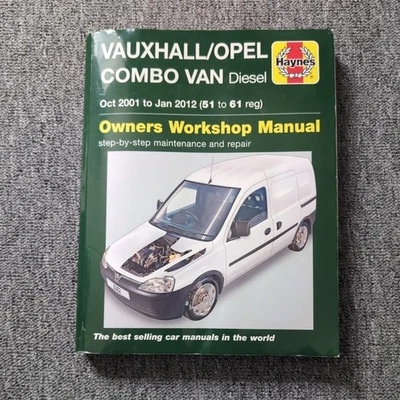 VAUXHALL/OPEL
COMBO VAN Diesel
Haynes
Oct 2001 to Jan 2012 (51 to 61 reg)
Owners Workshop Manual
step-by-step maintenance and repair
The best selling car manuals in the world